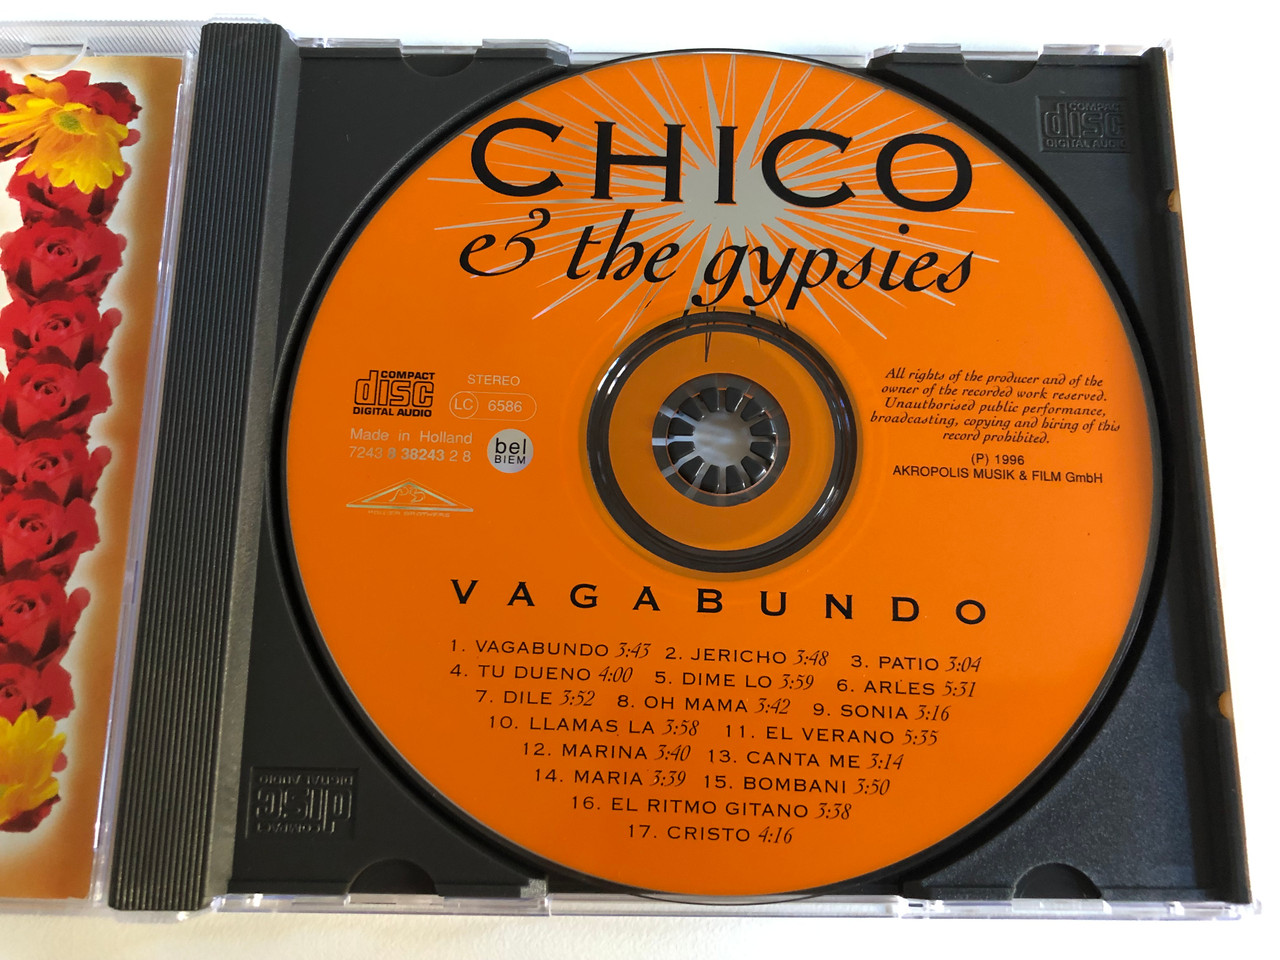 CHICO
& the gypsies
COMPACT
disc
DIGITAL AUDIO
STEREO
LC 6586
Made in Holland
7243 8 38243 2 8
bel
BIEM
All rights of the producer and of the
owner of the recorded work reserved.
Unauthorised public performance,
broadcasting, copying and hiring of this
record prohibited.
(P) 1996
AKROPOLIS MUSIK & FILM GmbH
VAGABUNDO
1. VAGABUNDO 3:43 2. JERICHO 3:48 3. PATIO 3:04
4. TU DUENO 4:00 5. DIME LO 3:59 6. ARLES 5:31
7. DILE 3:52 8. OH MAMA 3:42 9. SONIA 3:16
10. LLAMAS LA 3:58 11. EL VERANO 5:35
12. MARINA 3:40 13. CANTA ME 3:14
14. MARIA 3:39 15. BOMBANI 3:50
16. EL RITMO GITANO 3:38
17. CRISTO 4:16
COMPACT
disc
DIGITAL AUDIO
COMPACT
disc
DIGITAL AUDIO